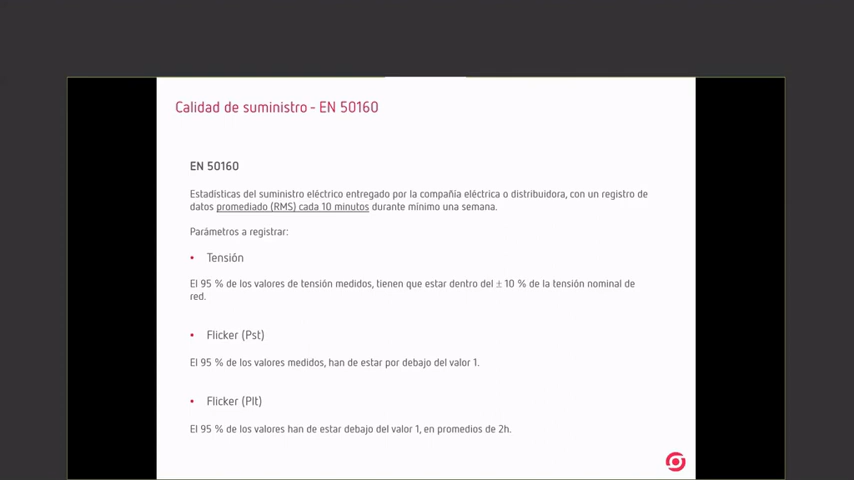 Calidad de suministro - EN 50160
EN 50160
Estadísticas del suministro eléctrico entregado por la compañía eléctrica o distribuidora, con un registro de
datos promediado (RMS) cada 10 minutos durante mínimo una semana.
Parámetros a registrar:
• Tensión
El 95 % de los valores de tensión medidos, tienen que estar dentro del ± 10 % de la tensión nominal de
red.
• Flicker (Pst)
El 95 % de los valores medidos, han de estar por debajo del valor 1.
• Flicker (Plt)
El 95 % de los valores han de estar debajo del valor 1, en promedios de 2h.